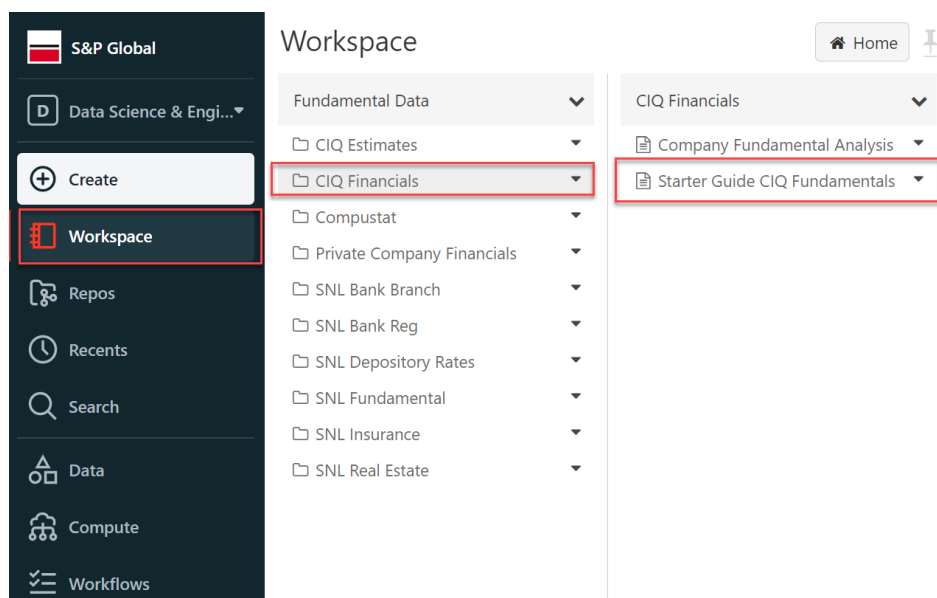 S&P Global
D
Data Science & Engi...
Create
Workspace
Repos
Recents
Search
Data
Compute
Workflows
Workspace
Home
Fundamental Data
CIQ Estimates
CIQ Financials
Compustat
Private Company Financials
SNL Bank Branch
SNL Bank Reg
SNL Depository Rates
SNL Fundamental
SNL Insurance
SNL Real Estate
CIQ Financials
Company Fundamental Analysis
Starter Guide CIQ Fundamentals